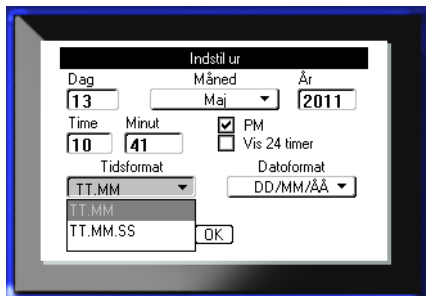 Indstil ur
Dag Måned År
13 Maj 2011
Time Minut PM
10 41 Vis 24 timer
Tidsformat Datoformat
TT.MM DD/MM/ÅÅ
TT.MM
TT.MM.SS
OK